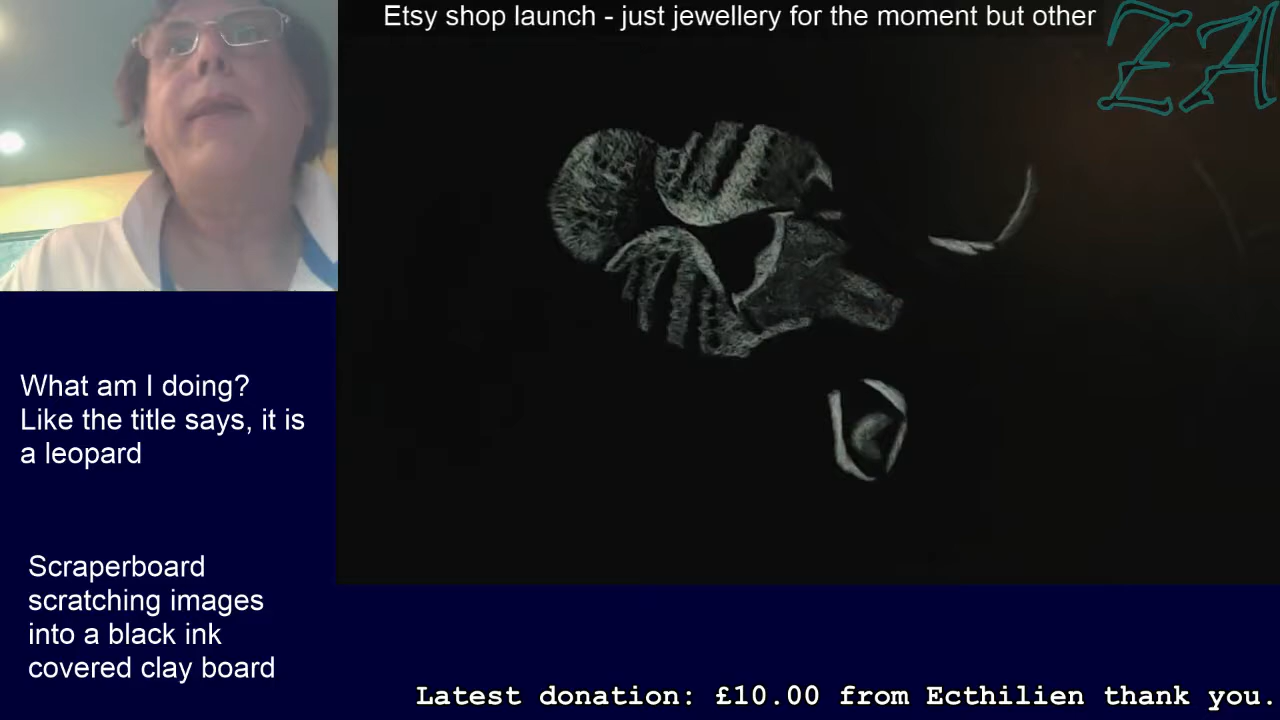 Etsy shop launch - just jewellery for the moment but other
ZA
What am I doing?
Like the title says, it is
a leopard
Scraperboard
scratching images
into a black ink
covered clay board
Latest donation: £10.00 from Ecthilien thank you.